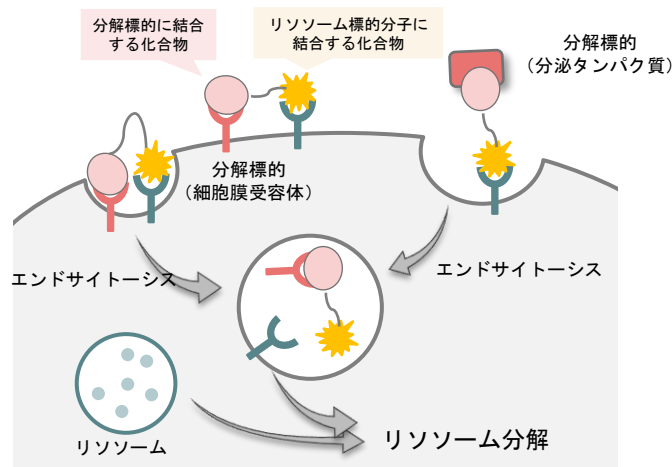 分解標的に結合
する化合物
リソソーム標的分子に
結合する化合物
分解標的
（分泌タンパク質）
分解標的
（細胞膜受容体）
エンドサイトーシス
エンドサイトーシス
リソソーム
リソソーム分解